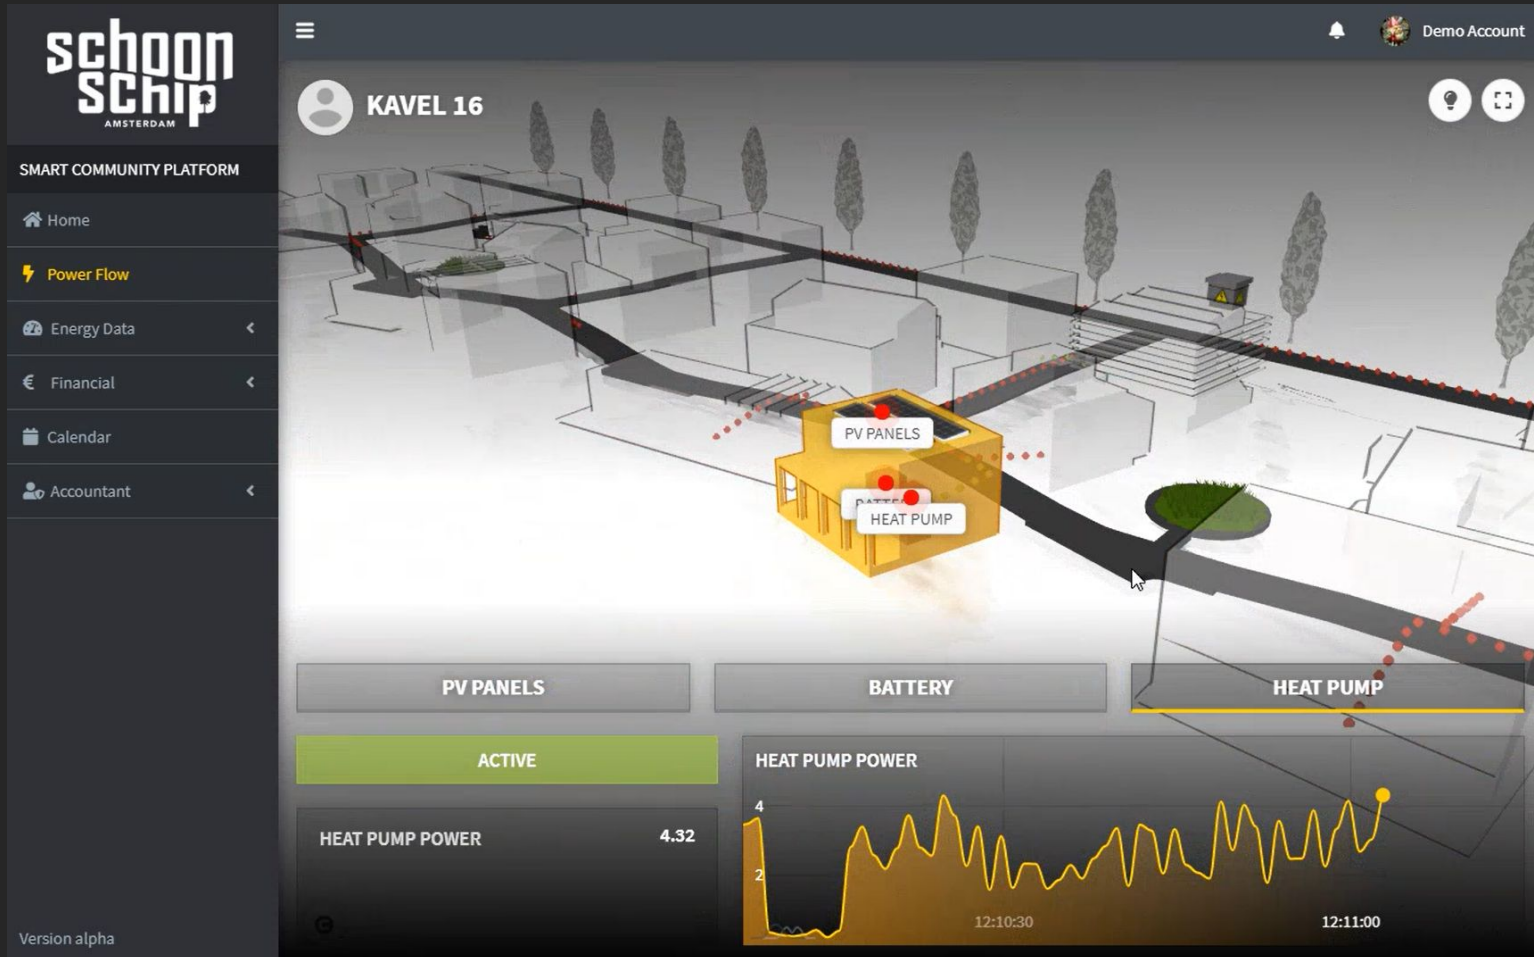 schoon
schip
AMSTERDAM
SMART COMMUNITY PLATFORM
Home
Power Flow
Energy Data
Financial
Calendar
Accountant
Version alpha
Demo Account
KAVEL 16
PV PANELS
BATTERY
HEAT PUMP
PV PANELS
BATTERY
HEAT PUMP
ACTIVE
HEAT PUMP POWER
4.32
HEAT PUMP POWER
4
2
12:10:30
12:11:00